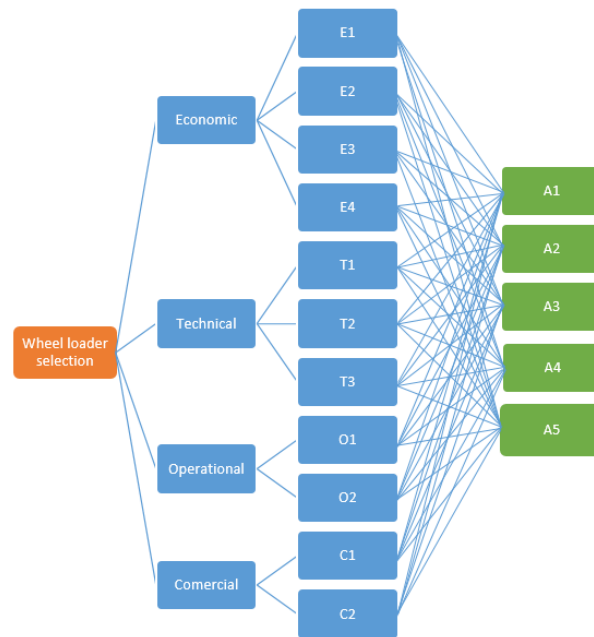 Wheel loader
selection
Economic
Technical
Operational
Comercial
E1
E2
E3
E4
T1
T2
T3
O1
O2
C1
C2
A1
A2
A3
A4
A5